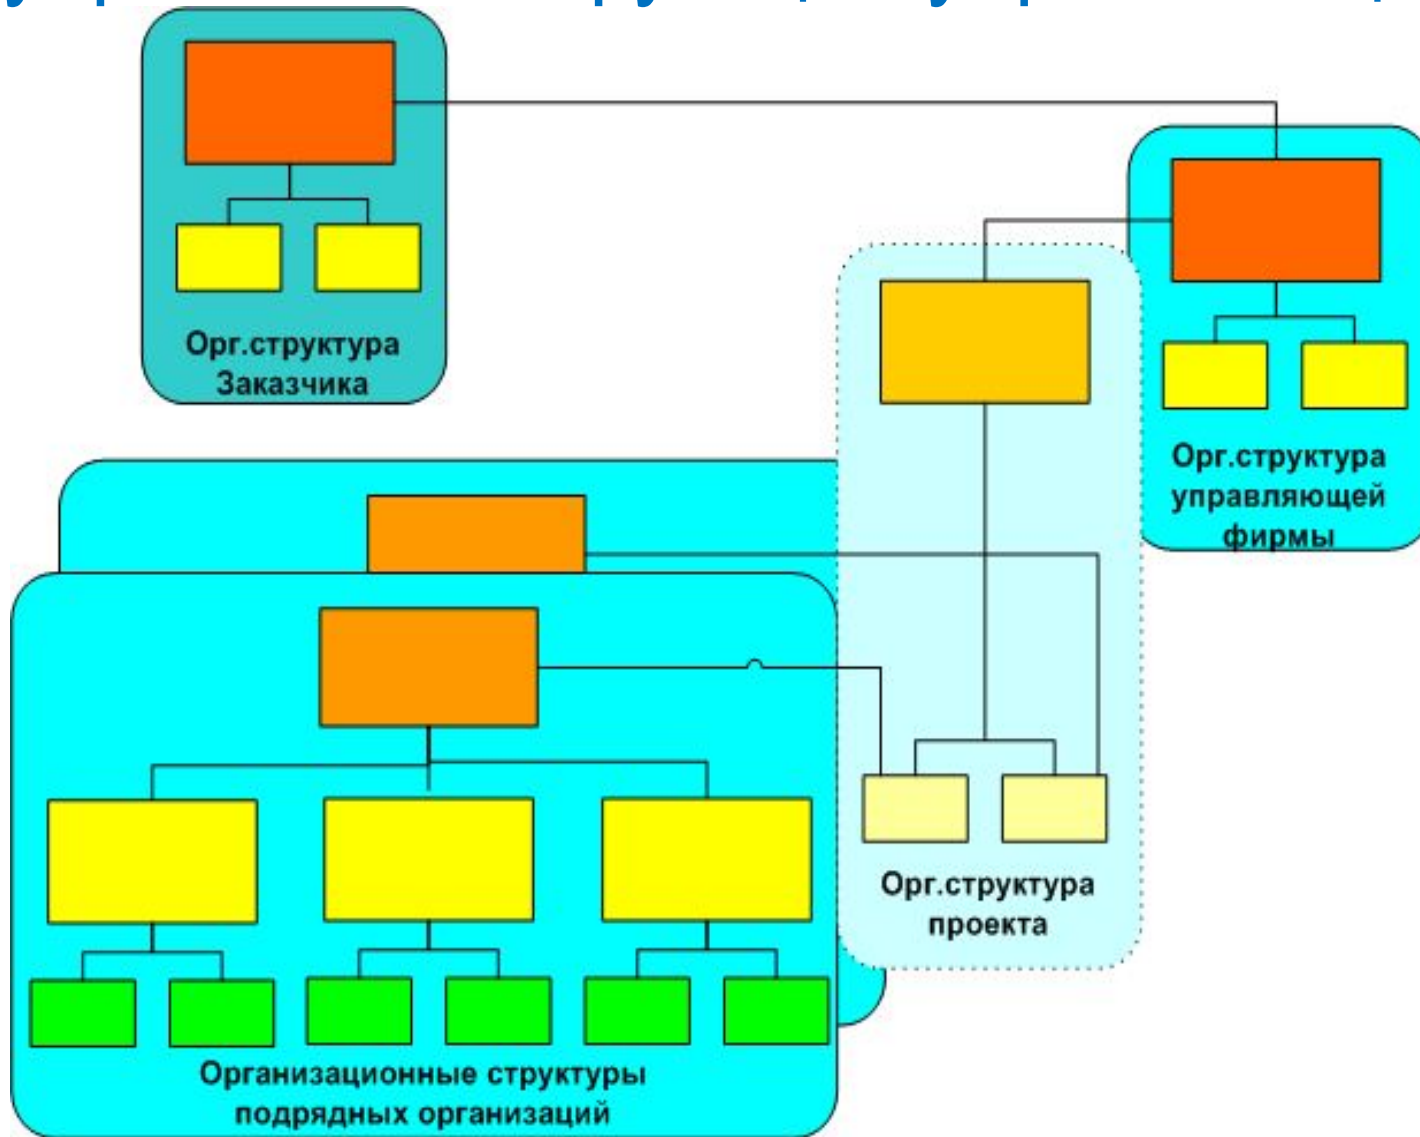 Орг.структура
Заказчика
Орг.структура
управляющей
фирмы
Орг.структура
проекта
Организационные структуры
подрядных организаций